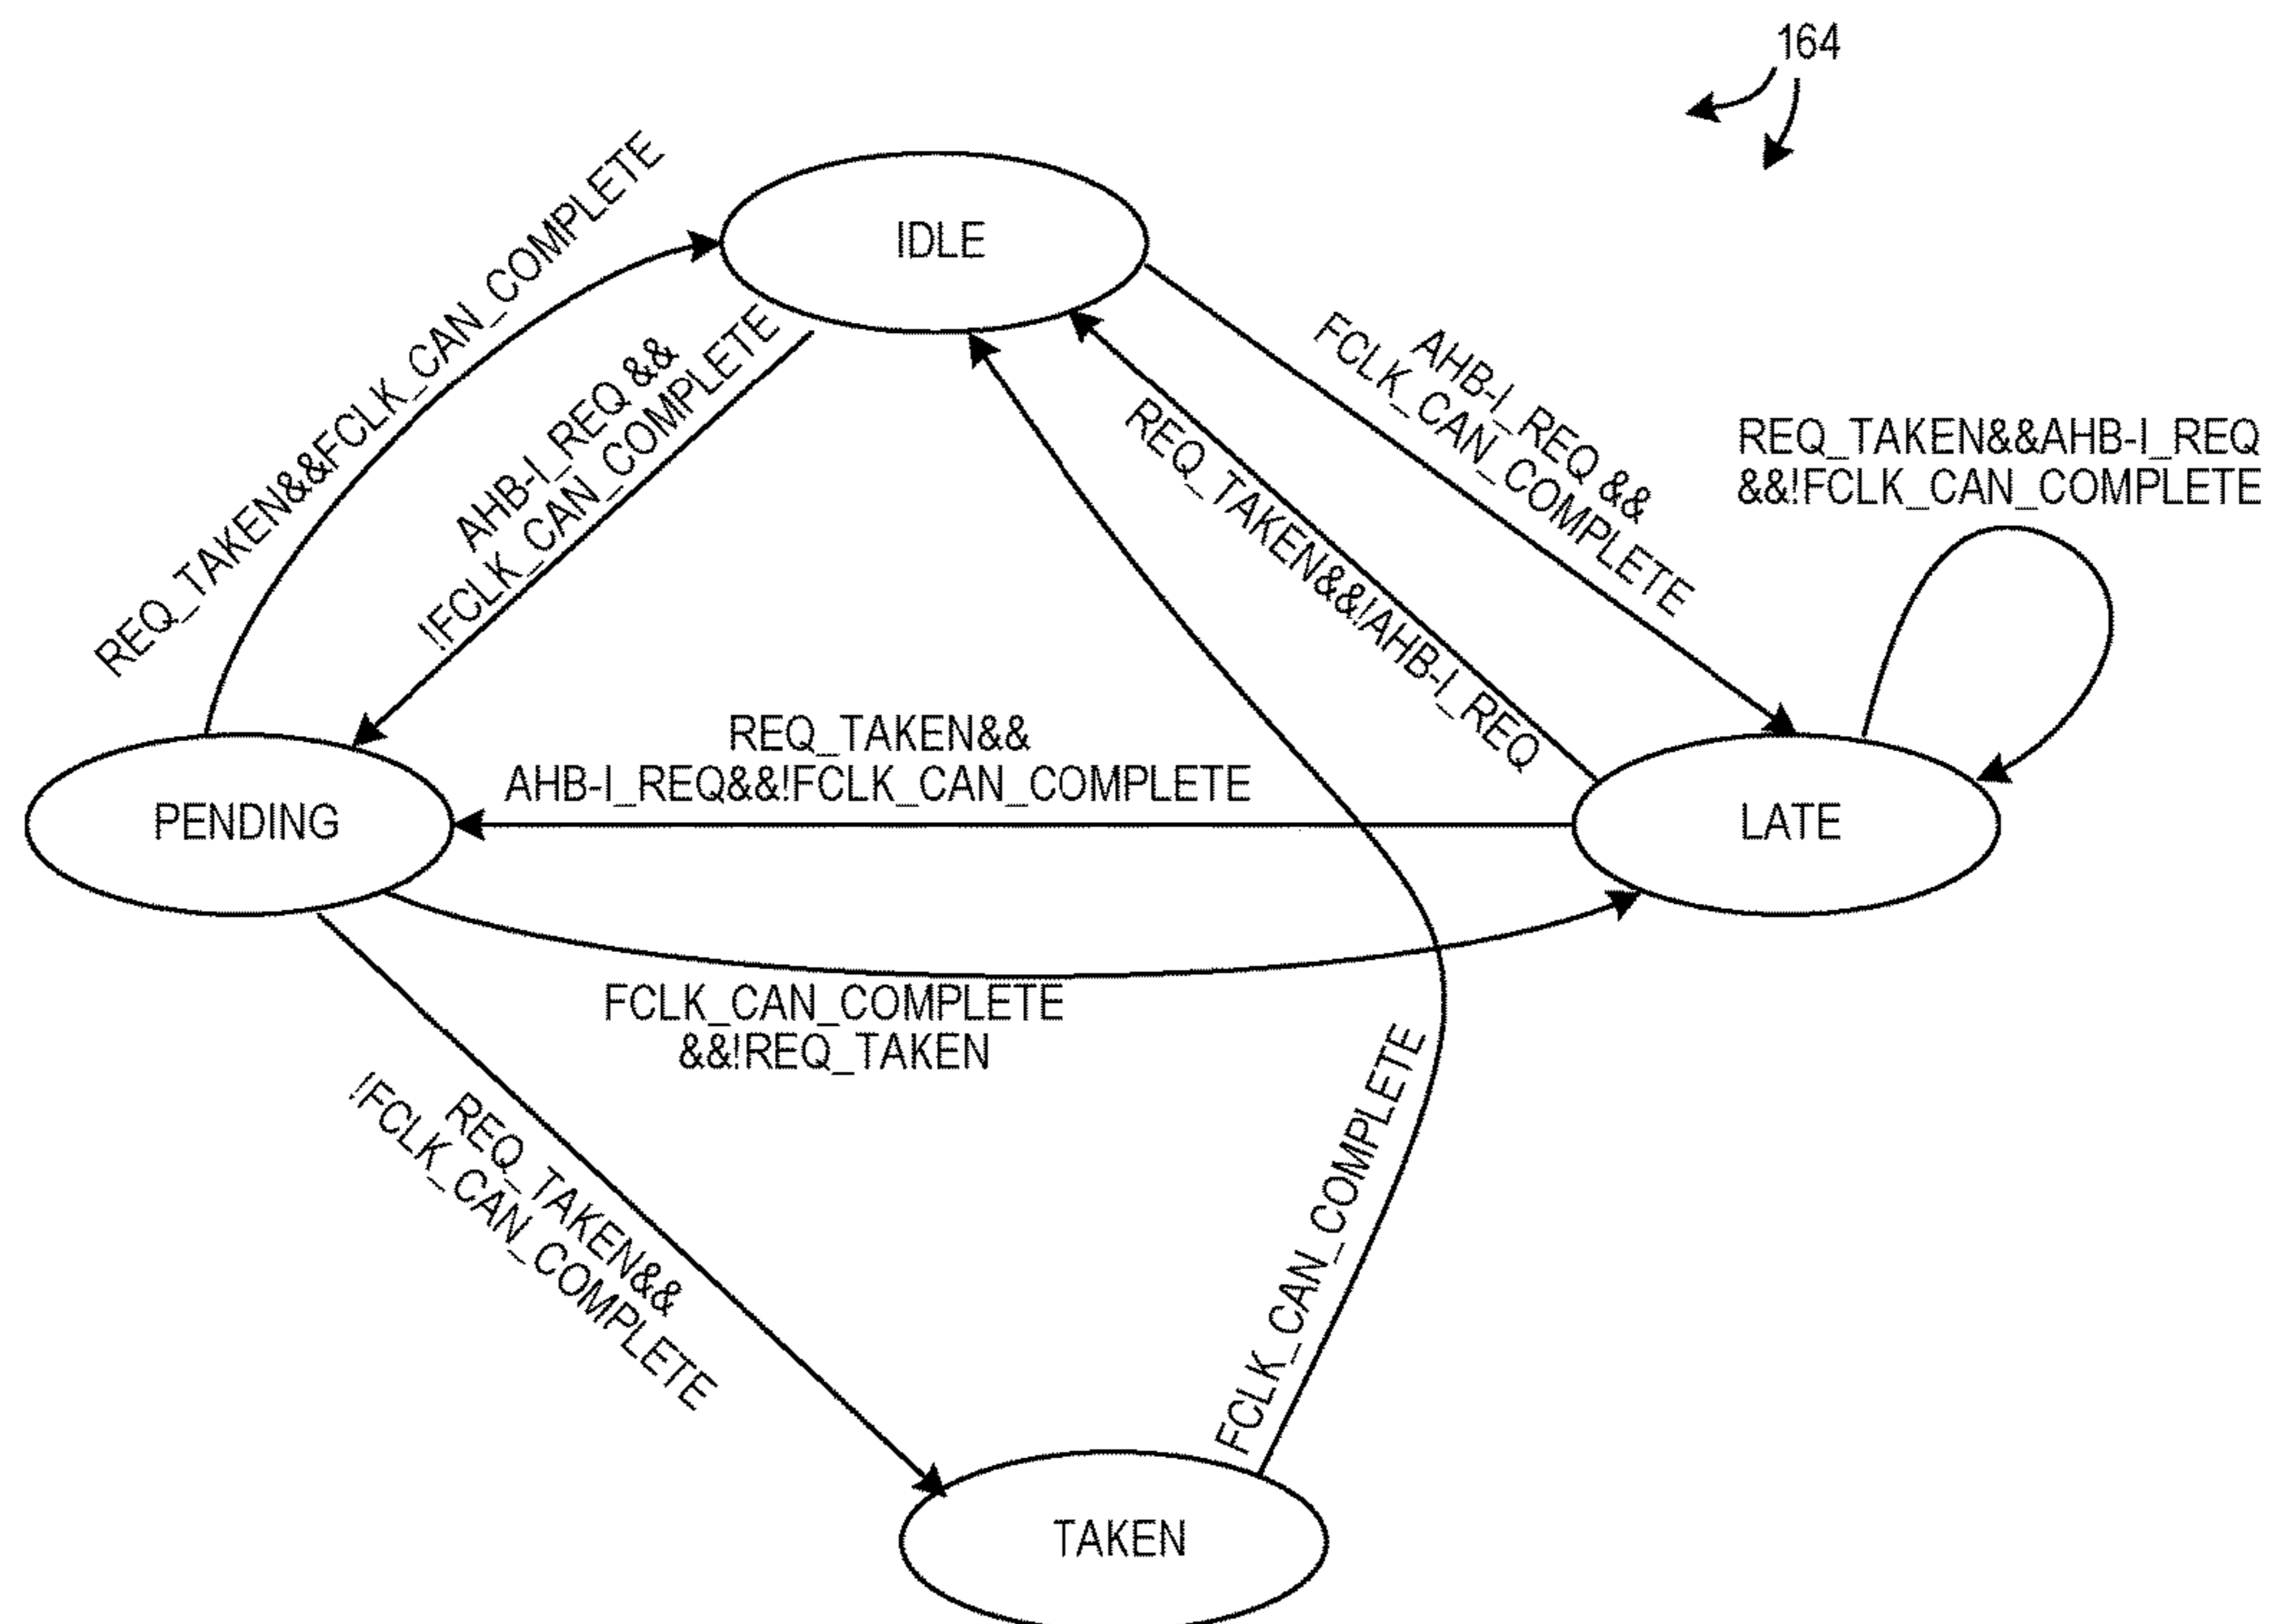 164
REQ_TAKEN&&FCLK_CAN_COMPLETE
IDLE
AHB-I_REQ &&
!FCLK_CAN_COMPLETE
AHB-I_REQ &&
FCLK_CAN_COMPLETE
REQ_TAKEN&&!AHB-I_REQ
REQ_TAKEN&&AHB-I_REQ
&&!FCLK_CAN_COMPLETE
REQ_TAKEN&&
AHB-I_REQ&&!FCLK_CAN_COMPLETE
PENDING
LATE
FCLK_CAN_COMPLETE
&&!REQ_TAKEN
REQ_TAKEN&&
!FCLK_CAN_COMPLETE
FCLK_CAN_COMPLETE
TAKEN